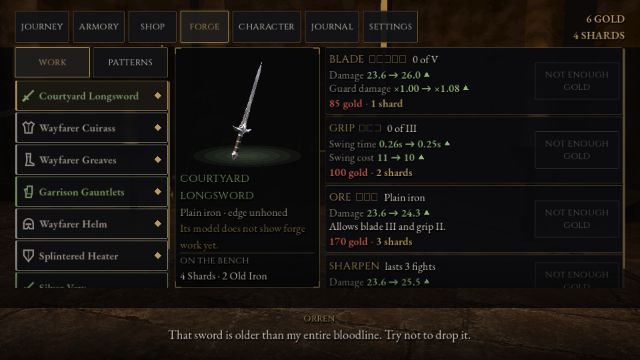 JOURNEY
ARMORY
SHOP
FORGE
CHARACTER
JOURNAL
SETTINGS
6 GOLD
4 SHARDS
WORK
PATTERNS
Courtyard Longsword
Wayfarer Cuirass
Wayfarer Greaves
Garrison Gauntlets
Wayfarer Helm
Splintered Heater
COURTYARD
LONGSWORD
Plain iron · edge unhoned
Its model does not show forge
work yet.
ON THE BENCH
4 Shards · 2 Old Iron
BLADE 0 of V
Damage 23.6 → 26.0
Guard damage ×1.00 → ×1.08
85 gold · 1 shard
NOT ENOUGH
GOLD
GRIP 0 of III
Swing time 0.26s → 0.25s
Swing cost 11 → 10
100 gold · 2 shards
NOT ENOUGH
GOLD
ORE Plain iron
Damage 23.6 → 24.3
Allows blade III and grip II.
170 gold · 3 shards
NOT ENOUGH
GOLD
SHARPEN lasts 3 fights
Damage 23.6 → 25.5
NOT ENOUGH
ORREN
That sword is older than my entire bloodline. Try not to drop it.